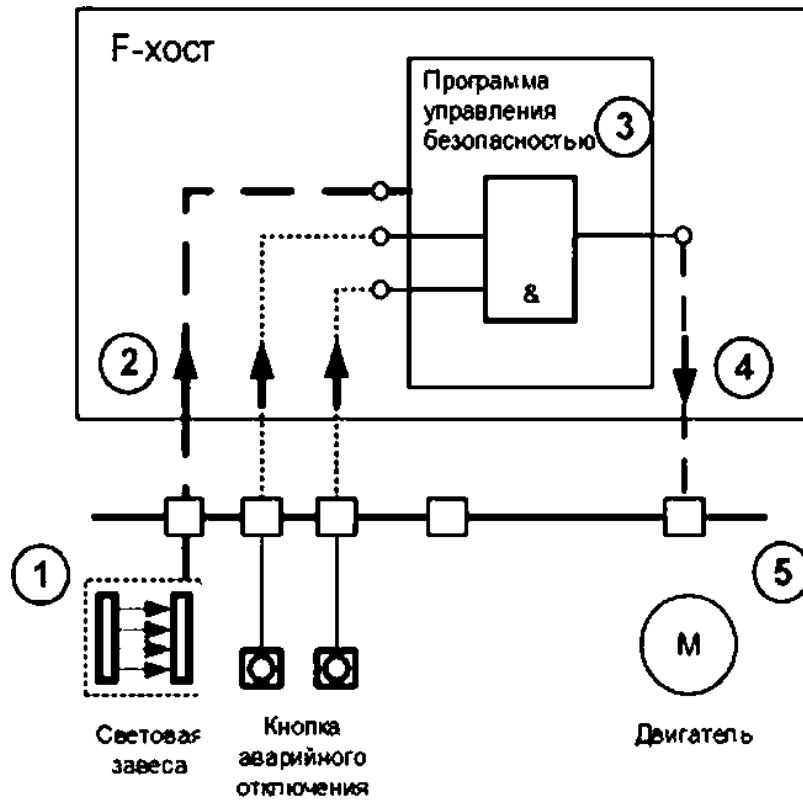 F-хост
Программа
управления
безопасностью
3
&
2
4
1
5
М
Световая
завеса
Кнопка
аварийного
отключения
Двигатель